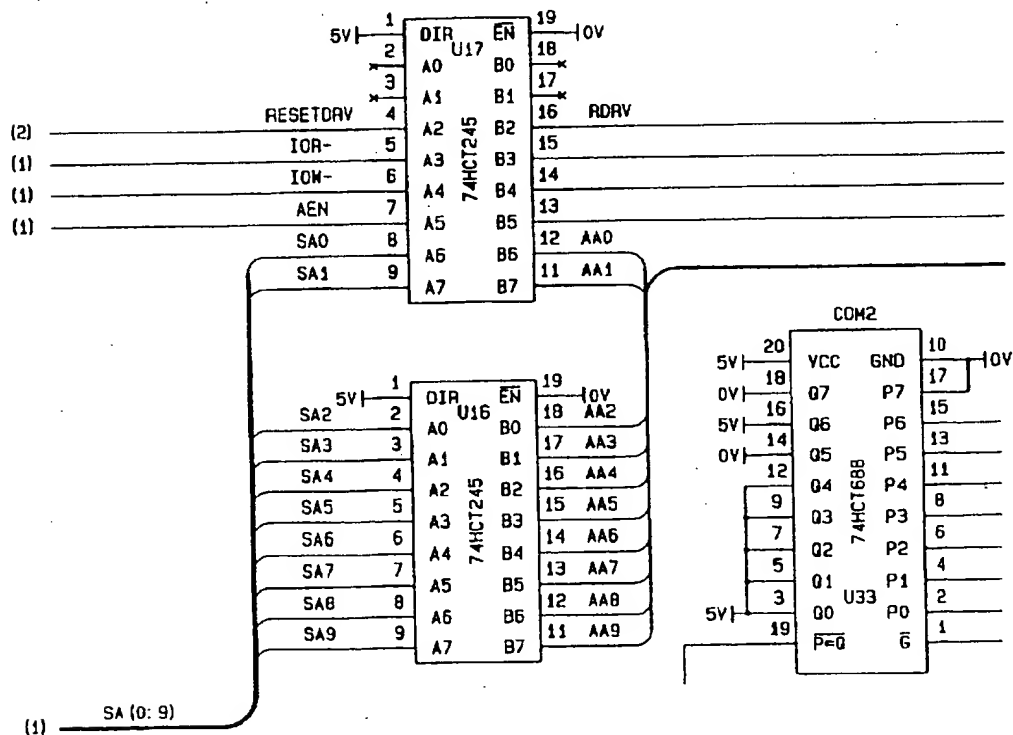 5V 1 DIR EN 19 0V
U17
2 A0 B0 18
3 A1 B1 17
RESETDRV 4 A2 B2 16 RDRV
(2)
IOR- 5 A3 B3 15
(1)
IOW- 6 A4 B4 14
(1)
AEN 7 A5 B5 13
(1)
SA0 8 A6 B6 12 AA0
SA1 9 A7 B7 11 AA1
74HCT245
5V 1 DIR EN 19 0V
U16
SA2 2 A0 B0 18 AA2
SA3 3 A1 B1 17 AA3
SA4 4 A2 B2 16 AA4
SA5 5 A3 B3 15 AA5
SA6 6 A4 B4 14 AA6
SA7 7 A5 B5 13 AA7
SA8 8 A6 B6 12 AA8
SA9 9 A7 B7 11 AA9
74HCT245
(1) SA(0:9)
COM2
5V 20 VCC GND 10 0V
0V 18 Q7 P7 17
5V 16 Q6 P6 15
0V 14 Q5 P5 13
12 Q4 P4 11
9 Q3 P3 8
7 Q2 P2 6
5 Q1 P1 4
5V 3 Q0 P0 2
19 P=Q G 1
74HCT688
U33